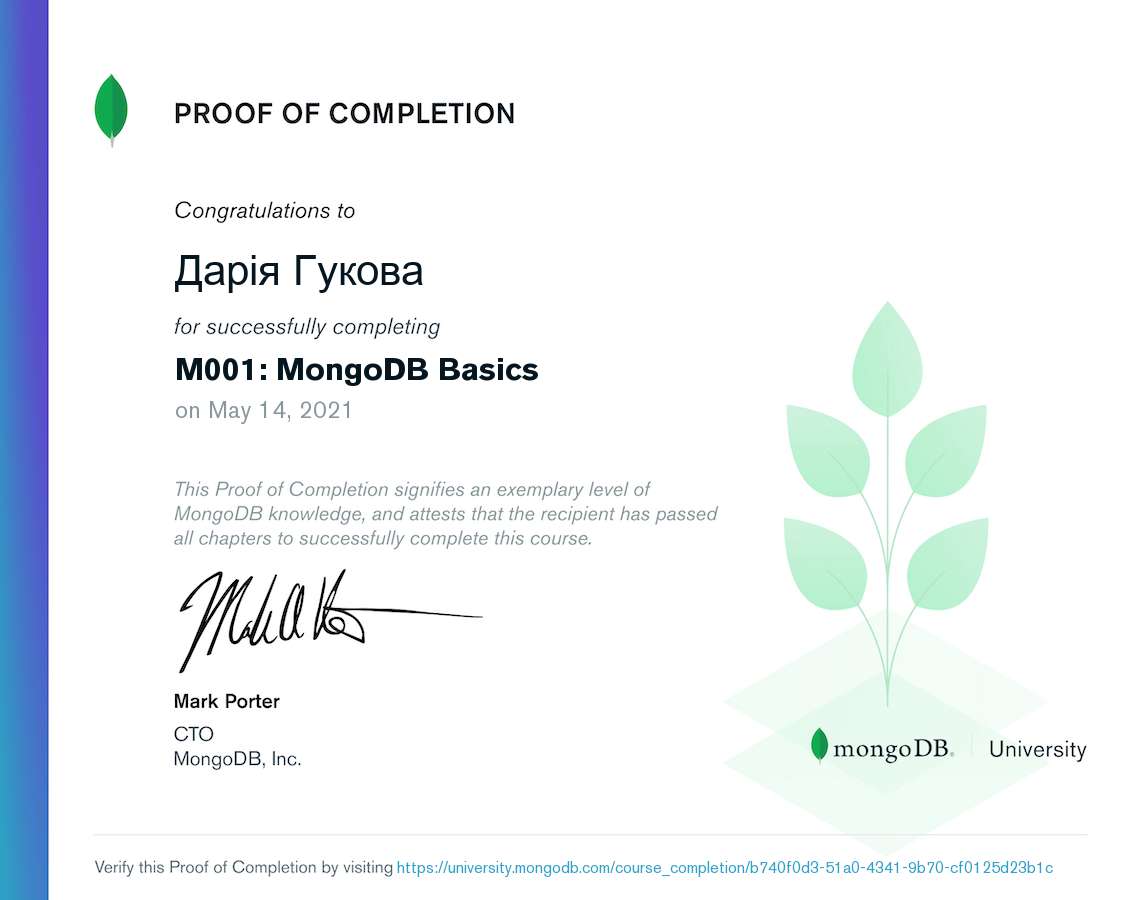 PROOF OF COMPLETION
Congratulations to
Дарія Гукова
for successfully completing
M001: MongoDB Basics
on May 14, 2021
This Proof of Completion signifies an exemplary level of
MongoDB knowledge, and attests that the recipient has passed
all chapters to successfully complete this course.
Mark Porter
CTO
MongoDB, Inc.
mongoDB. University
Verify this Proof of Completion by visiting https://university.mongodb.com/course_completion/b740f0d3-51a0-4341-9b70-cf0125d23b1c